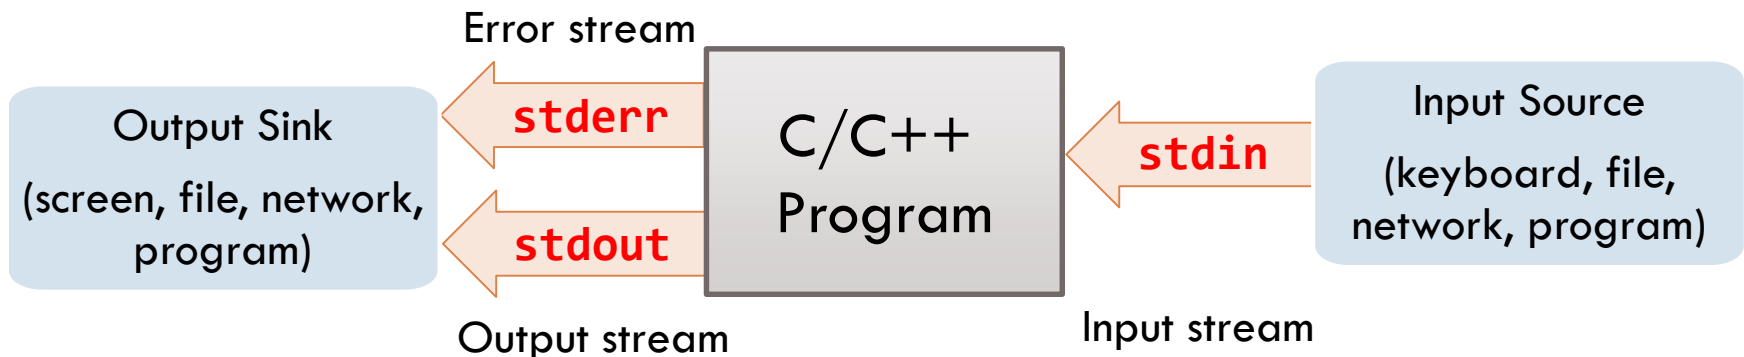 Error stream
Output Sink
(screen, file, network,
program)
stderr
stdout
Output stream
C/C++
Program
stdin
Input stream
Input Source
(keyboard, file,
network, program)